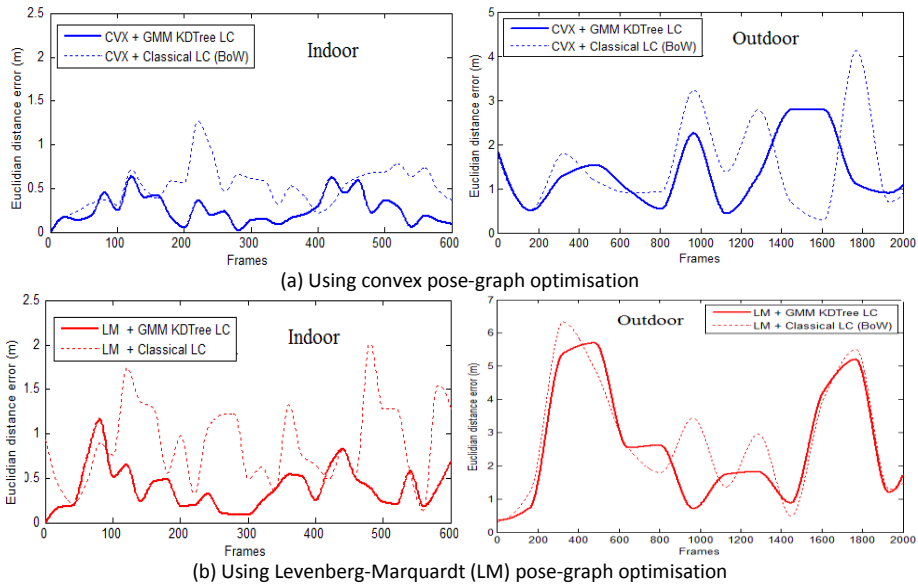 2.5
2
1.5
1
0.5
0
Euclidian distance error (m)
CVX + GMM KDTree LC
CVX + Classical LC (BoW)
Indoor
0 100 200 300 400 500 600
Frames
5
4
3
2
1
0
Euclidian distance error (m)
CVX + GMM KDTree LC
CVX + Classical LC (BoW)
Outdoor
0 200 400 600 800 1000 1200 1400 1600 1800 2000
Frames
(a) Using convex pose-graph optimisation
2.5
2
1.5
1
0.5
0
Euclidian distance error (m)
LM + GMM KDTree LC
LM + Classical LC
Indoor
0 100 200 300 400 500 600
Frames
7
6
5
4
3
2
1
0
Euclidian distance error (m)
Outdoor
LM + GMM KDTree LC
LM + Classical LC (BoW)
0 200 400 600 800 1000 1200 1400 1600 1800 2000
Frames
(b) Using Levenberg-Marquardt (LM) pose-graph optimisation